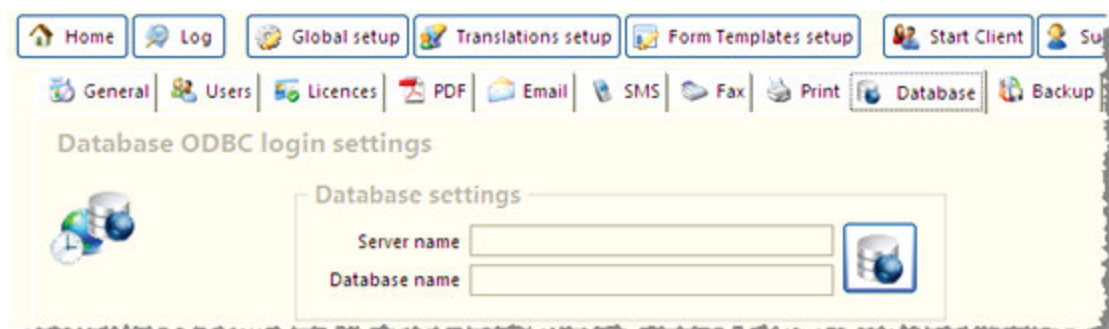 Home Log Global setup Translations setup Form Templates setup Start Client
General Users Licences PDF Email SMS Fax Print Database Backup
Database ODBC login settings
Database settings
Server name
Database name